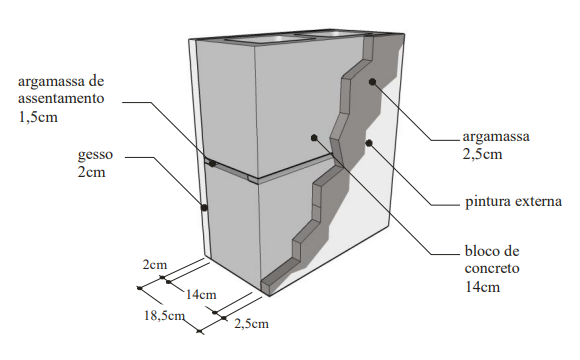 argamassa de
assentamento
1,5cm
gesso
2cm
argamassa
2,5cm
pintura externa
bloco de
concreto
14cm
2cm
14cm
18,5cm
2,5cm